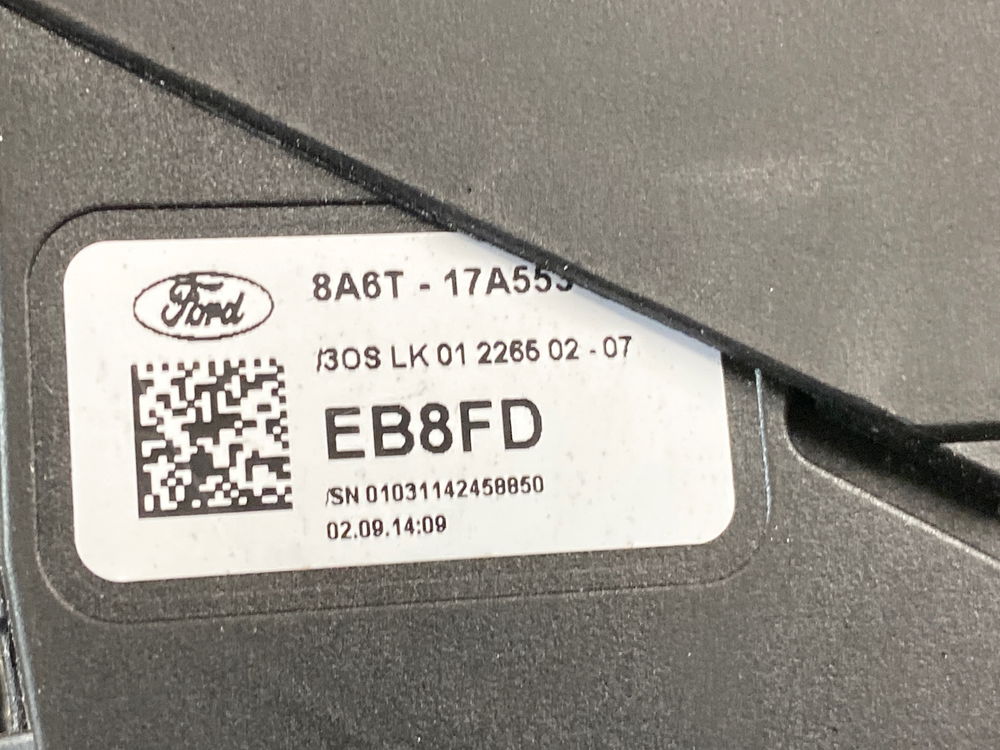 Ford
8A6T - 17A553
/3OS LK 01 2266 02 - 07
EB8FD
/SN 01031142458850
02.09.14:09